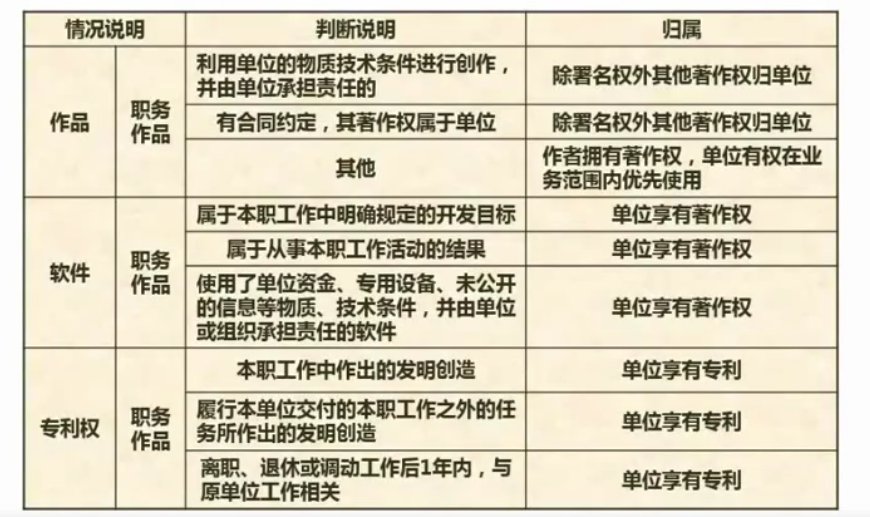 情况说明
判断说明
归属
作品
职务
作品
利用单位的物质技术条件进行创作，
并由单位承担责任的
除署名权外其他著作权归单位
有合同约定，其著作权属于单位
除署名权外其他著作权归单位
其他
作者拥有著作权，单位有权在业
务范围内优先使用
软件
职务
作品
属于本职工作中明确规定的开发目标
单位享有著作权
属于从事本职工作活动的结果
单位享有著作权
使用了单位资金、专用设备、未公开
的信息等物质、技术条件，并由单位
或组织承担责任的软件
单位享有著作权
专利权
职务
作品
本职工作中作出的发明创造
单位享有专利
履行本单位交付的本职工作之外的任
务所作出的发明创造
单位享有专利
离职、退休或调动工作后1年内，与
原单位工作相关
单位享有专利